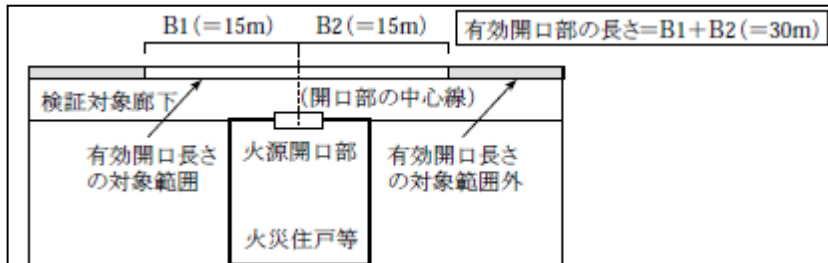 B1(=15m) B2(=15m)
有効開口部の長さ=B1+B2(=30m)
検証対象廊下
(開口部の中心線)
有効開口長さ
の対象範囲
火源開口部
有効開口長さ
の対象範囲外
火災住戸等